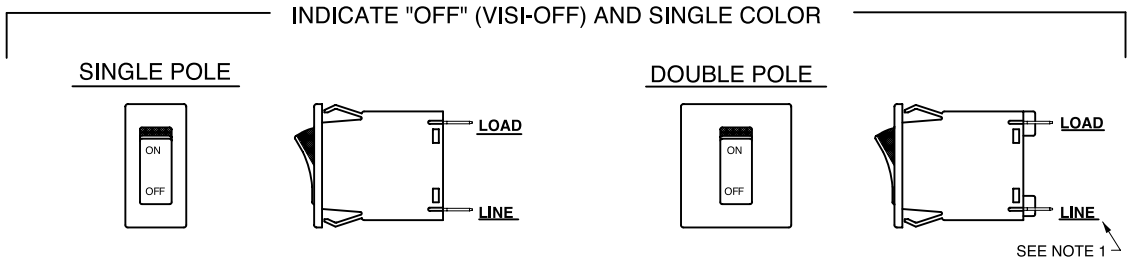 INDICATE "OFF" (VISI-OFF) AND SINGLE COLOR
SINGLE POLE
ON
OFF
LOAD
LINE
DOUBLE POLE
ON
OFF
LOAD
LINE
SEE NOTE 1